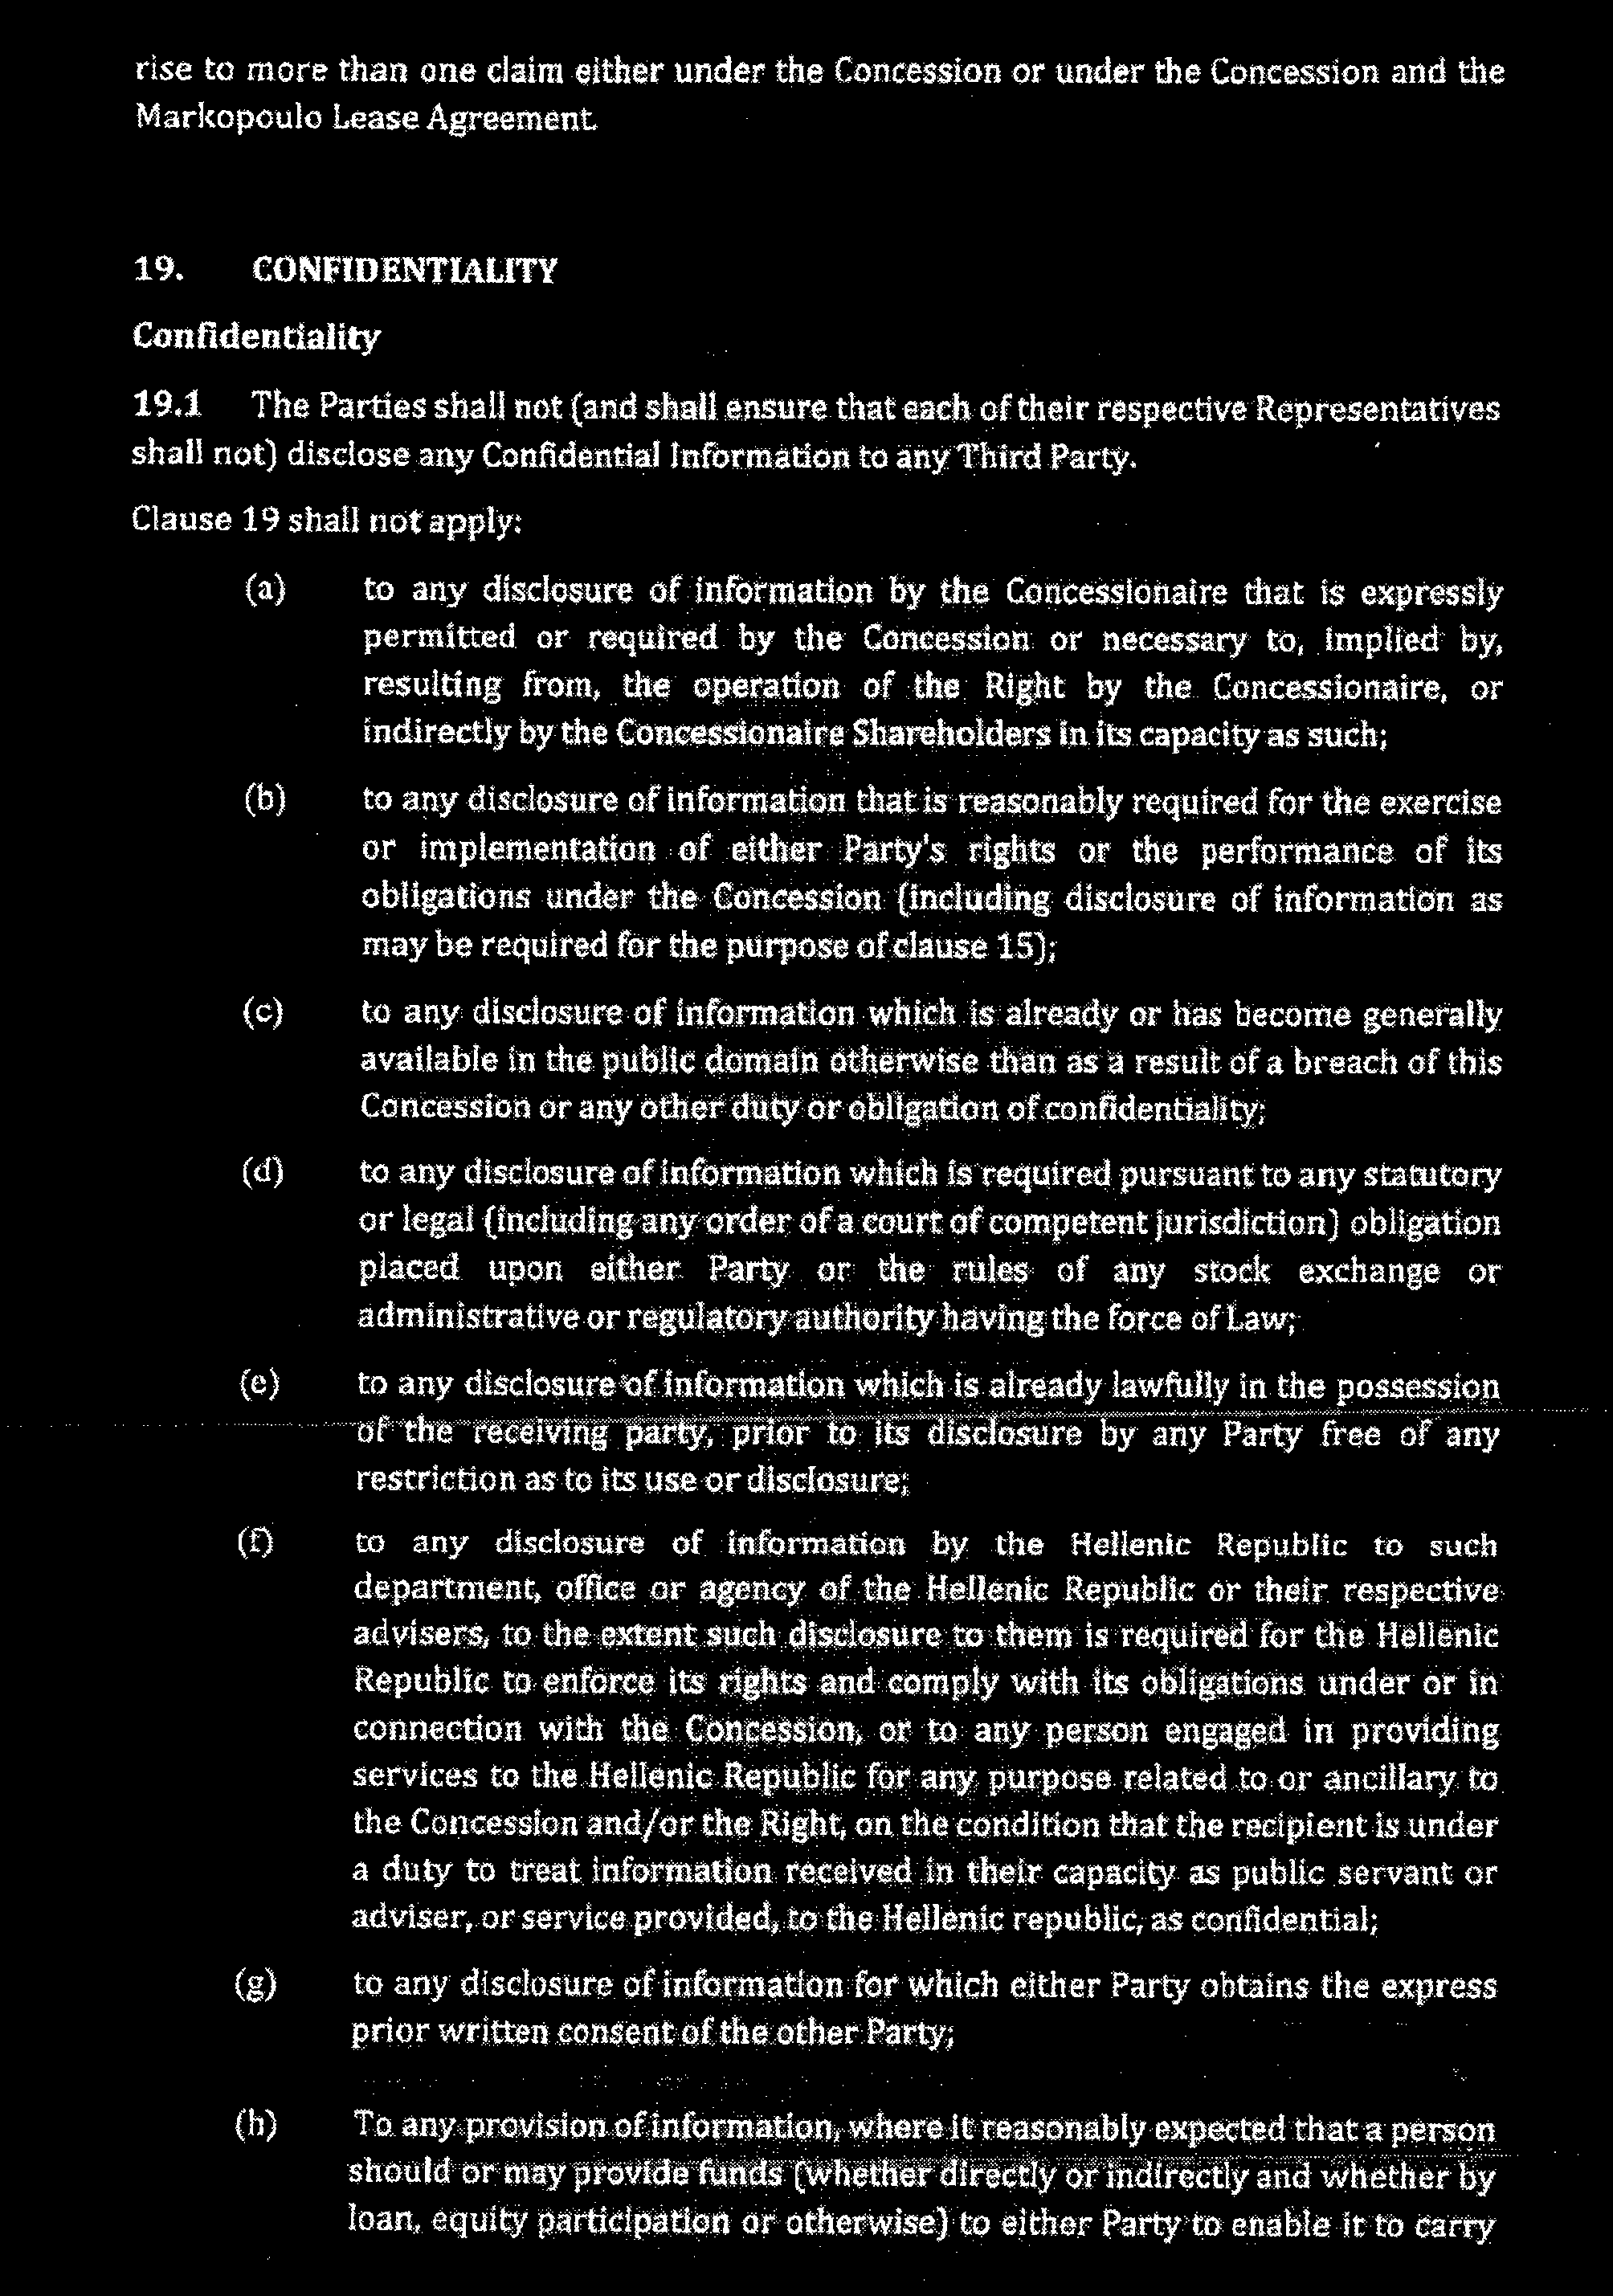 rise to more than one claim either under the Concession or under the Concession and the
Markopoulo Lease Agreement.
19. CONFIDENTIALITY
Confidentiality
19.1 The Parties shall not (and shall ensure that each of their respective Representatives
shall not) disclose any Confidential Information to any Third Party.
Clause 19 shall not apply:
(a) to any disclosure of information by the Concessionaire that is expressly
permitted or required by the Concession or necessary to, implied by,
resulting from, the operation of the Right by the Concessionaire, or
indirectly by the Concessionaire Shareholders in its capacity as such;
(b) to any disclosure of information that is reasonably required for the exercise
or implementation of either Party's rights or the performance of its
obligations under the Concession (including disclosure of information as
may be required for the purpose of clause 15);
(c) to any disclosure of information which is already or has become generally
available in the public domain otherwise than as a result of a breach of this
Concession or any other duty or obligation of confidentiality;
(d) to any disclosure of information which is required pursuant to any statutory
or legal (including any order of a court of competent jurisdiction) obligation
placed upon either Party or the rules of any stock exchange or
administrative or regulatory authority having the force of Law;
(e) to any disclosure of information which is already lawfully in the possession
of the receiving party, prior to its disclosure by any Party free of any
restriction as to its use or disclosure;
(f) to any disclosure of information by the Hellenic Republic to such
department, office or agency of the Hellenic Republic or their respective
advisers, to the extent such disclosure to them is required for the Hellenic
Republic to enforce its rights and comply with its obligations under or in
connection with the Concession, or to any person engaged in providing
services to the Hellenic Republic for any purpose related to or ancillary to
the Concession and/or the Right, on the condition that the recipient is under
a duty to treat information received in their capacity as public servant or
adviser, or service provided, to the Hellenic republic, as confidential;
(g) to any disclosure of information for which either Party obtains the express
prior written consent of the other Party;
(h) To any provision of information, where it reasonably expected that a person
should or may provide funds (whether directly or indirectly and whether by
loan, equity participation or otherwise) to either Party to enable it to carry